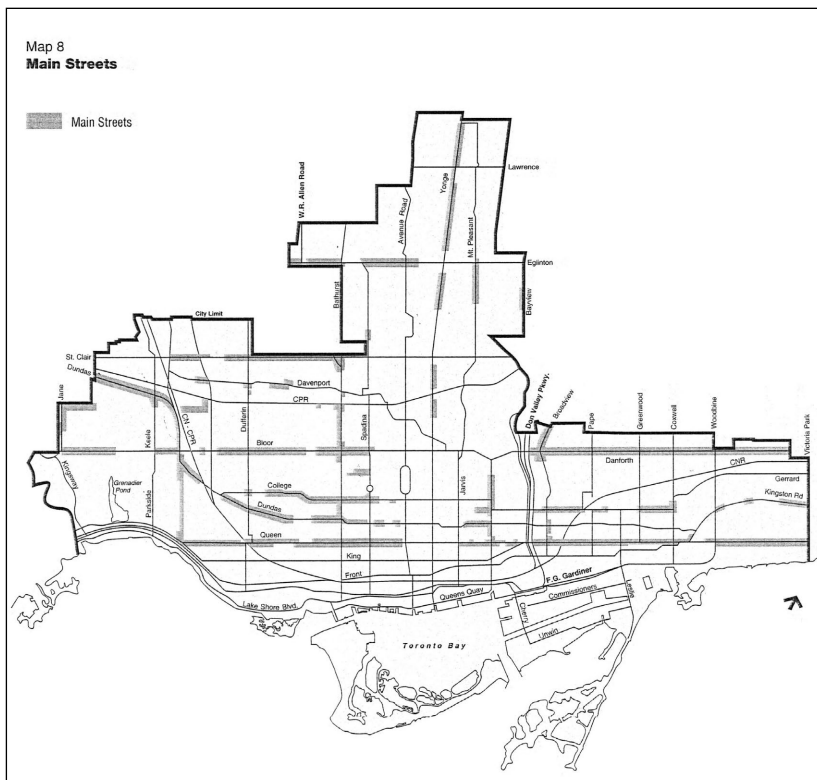 Map 8
Main Streets
Main Streets
Lawrence
W.R. Allen Road
Avenue Road
Yonge
Mt. Pleasant
Eglinton
Bathurst
Bayview
City Limit
St. Clair
Dundas
Jane
Davenport
CPR
CN - CPR
Keele
Dufferin
Spadina
Don Valley Pkwy.
Broadview
Pape
Greenwood
Coxwell
Woodbine
Victoria Park
Bloor
Danforth
CNR
Kingsway
Grenadier
Pond
Parkside
College
Dundas
Jarvis
Gerrard
Kingston Rd
Queen
King
Front
F.G. Gardiner
Lake Shore Blvd.
Queens Quay
Commissioners
Leslie
Cherry
Unwin
Toronto Bay